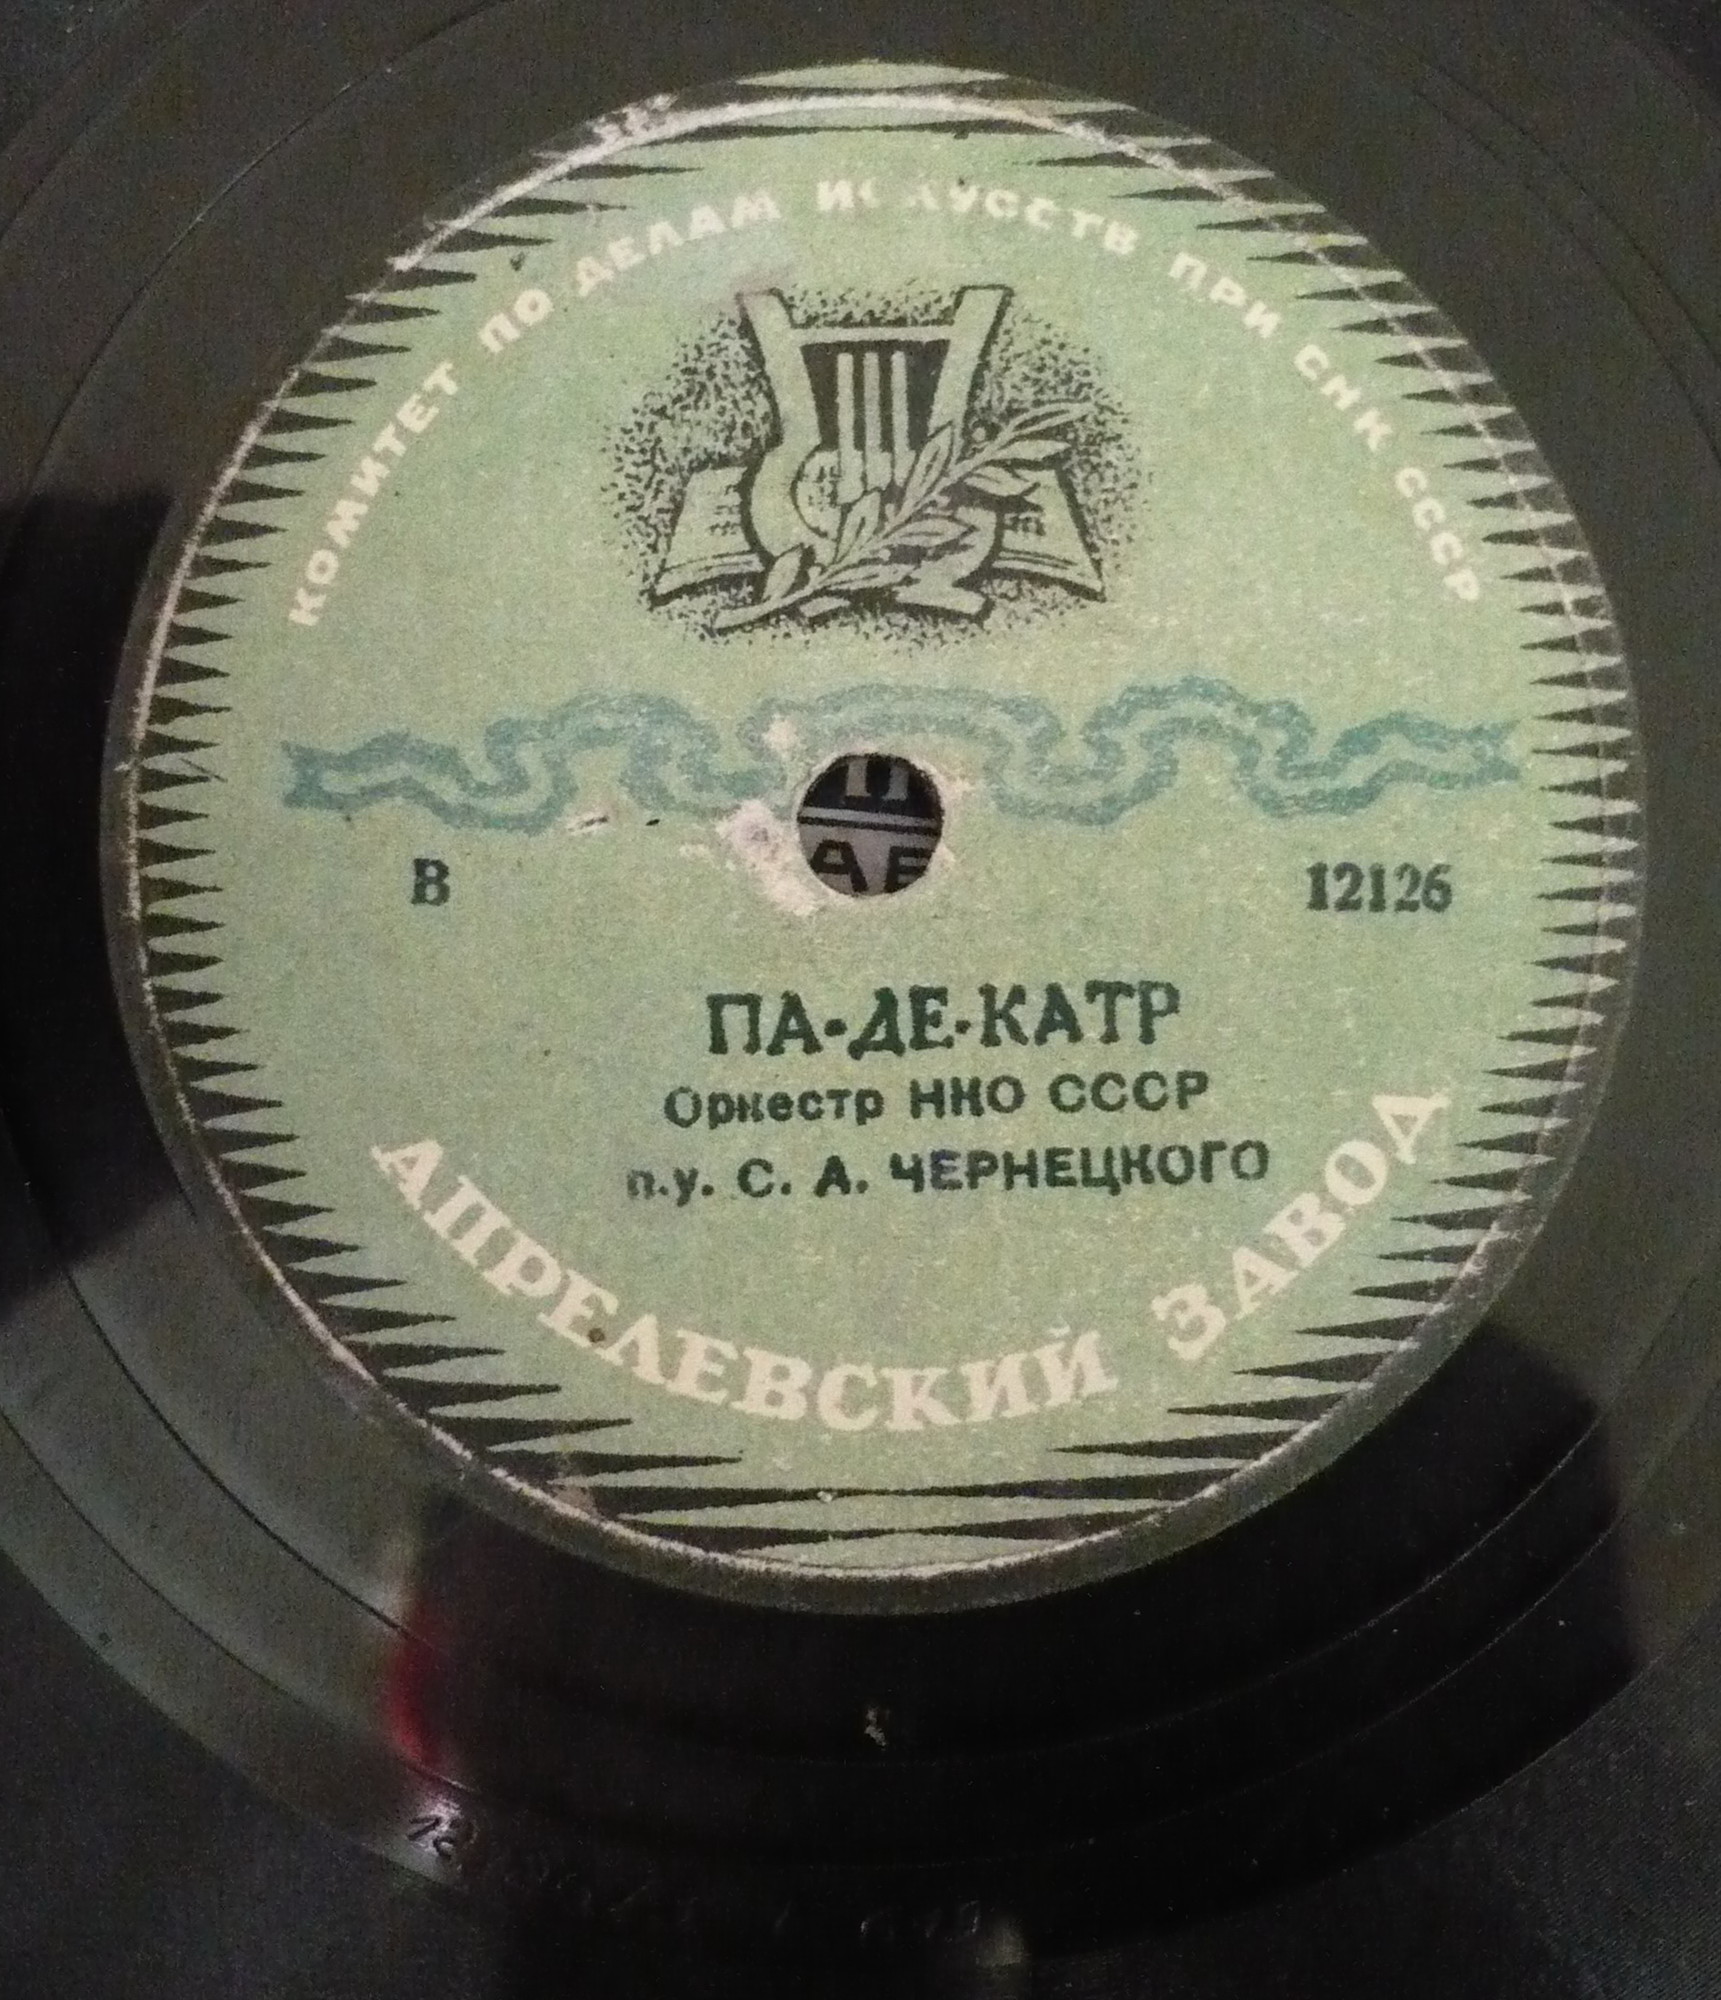 КОМИТЕТ ПО ДЕЛАМ ИСКУССТВ ПРИ СНК СССР
В 12126
ПА-ДЕ-КАТР
Оркестр НКО СССР
п.у. С. А. ЧЕРНЕЦКОГО
АПРЕЛЕВСКИЙ ЗАВОД